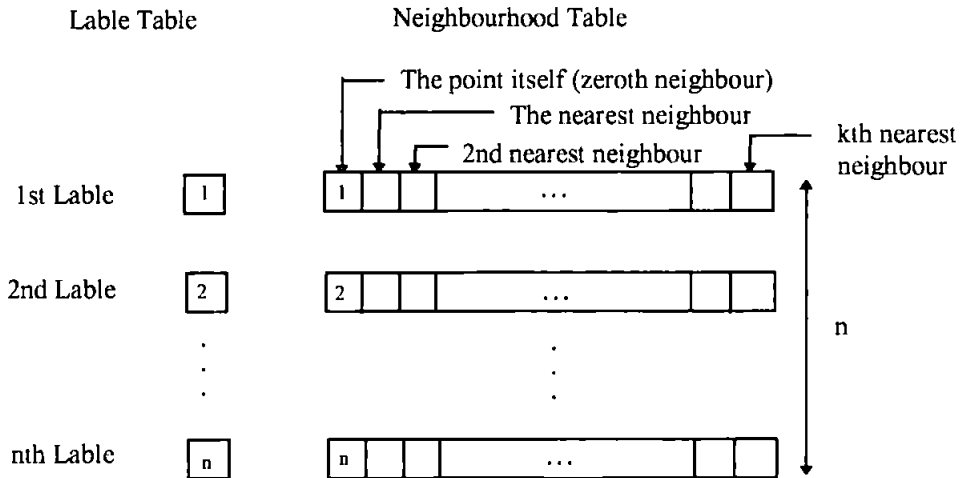 Lable Table
Neighbourhood Table
The point itself (zeroth neighbour)
The nearest neighbour
2nd nearest neighbour
kth nearest
neighbour
1st Lable
1
1
...
2nd Lable
2
2
...
n
nth Lable
n
n
...